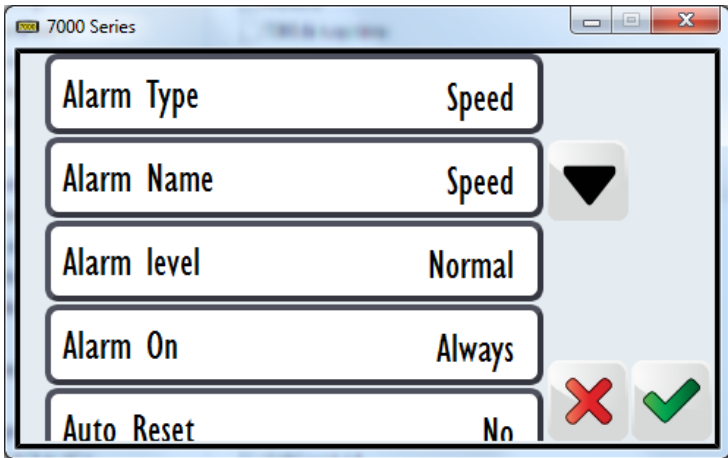 7000 Series
Alarm Type Speed
Alarm Name Speed
Alarm level Normal
Alarm On Always
Auto Reset No